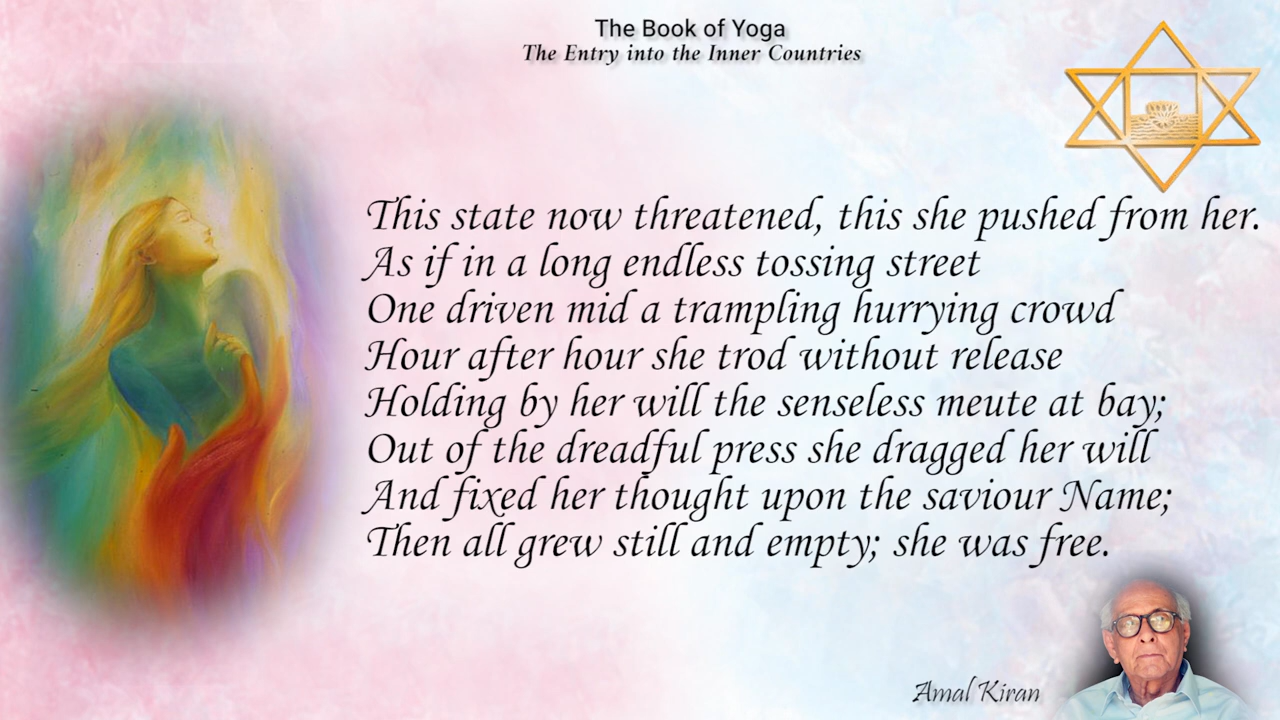 The Book of Yoga
The Entry into the Inner Countries
This state now threatened, this she pushed from her.
As if in a long endless tossing street
One driven mid a trampling hurrying crowd
Hour after hour she trod without release
Holding by her will the senseless meute at bay;
Out of the dreadful press she dragged her will
And fixed her thought upon the saviour Name;
Then all grew still and empty; she was free.
Amal Kiran